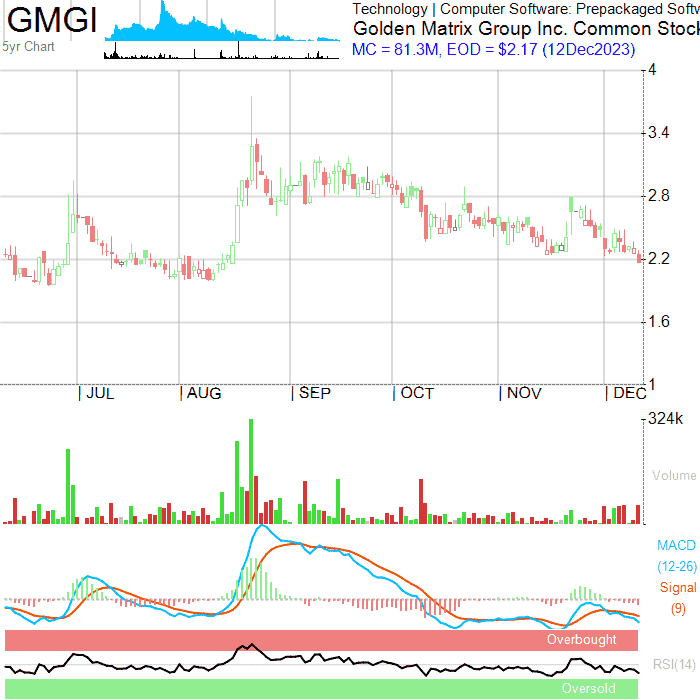 GMGI
5yr Chart
Technology | Computer Software: Prepackaged Softw
Golden Matrix Group Inc. Common Stock
MC = 81.3M, EOD = $2.17 (12Dec2023)
4
3.4
2.8
2.2
1.6
1
JUL AUG SEP OCT NOV DEC
324k
Volume
MACD
(12-26)
Signal
(9)
Overbought
RSI(14)
Oversold